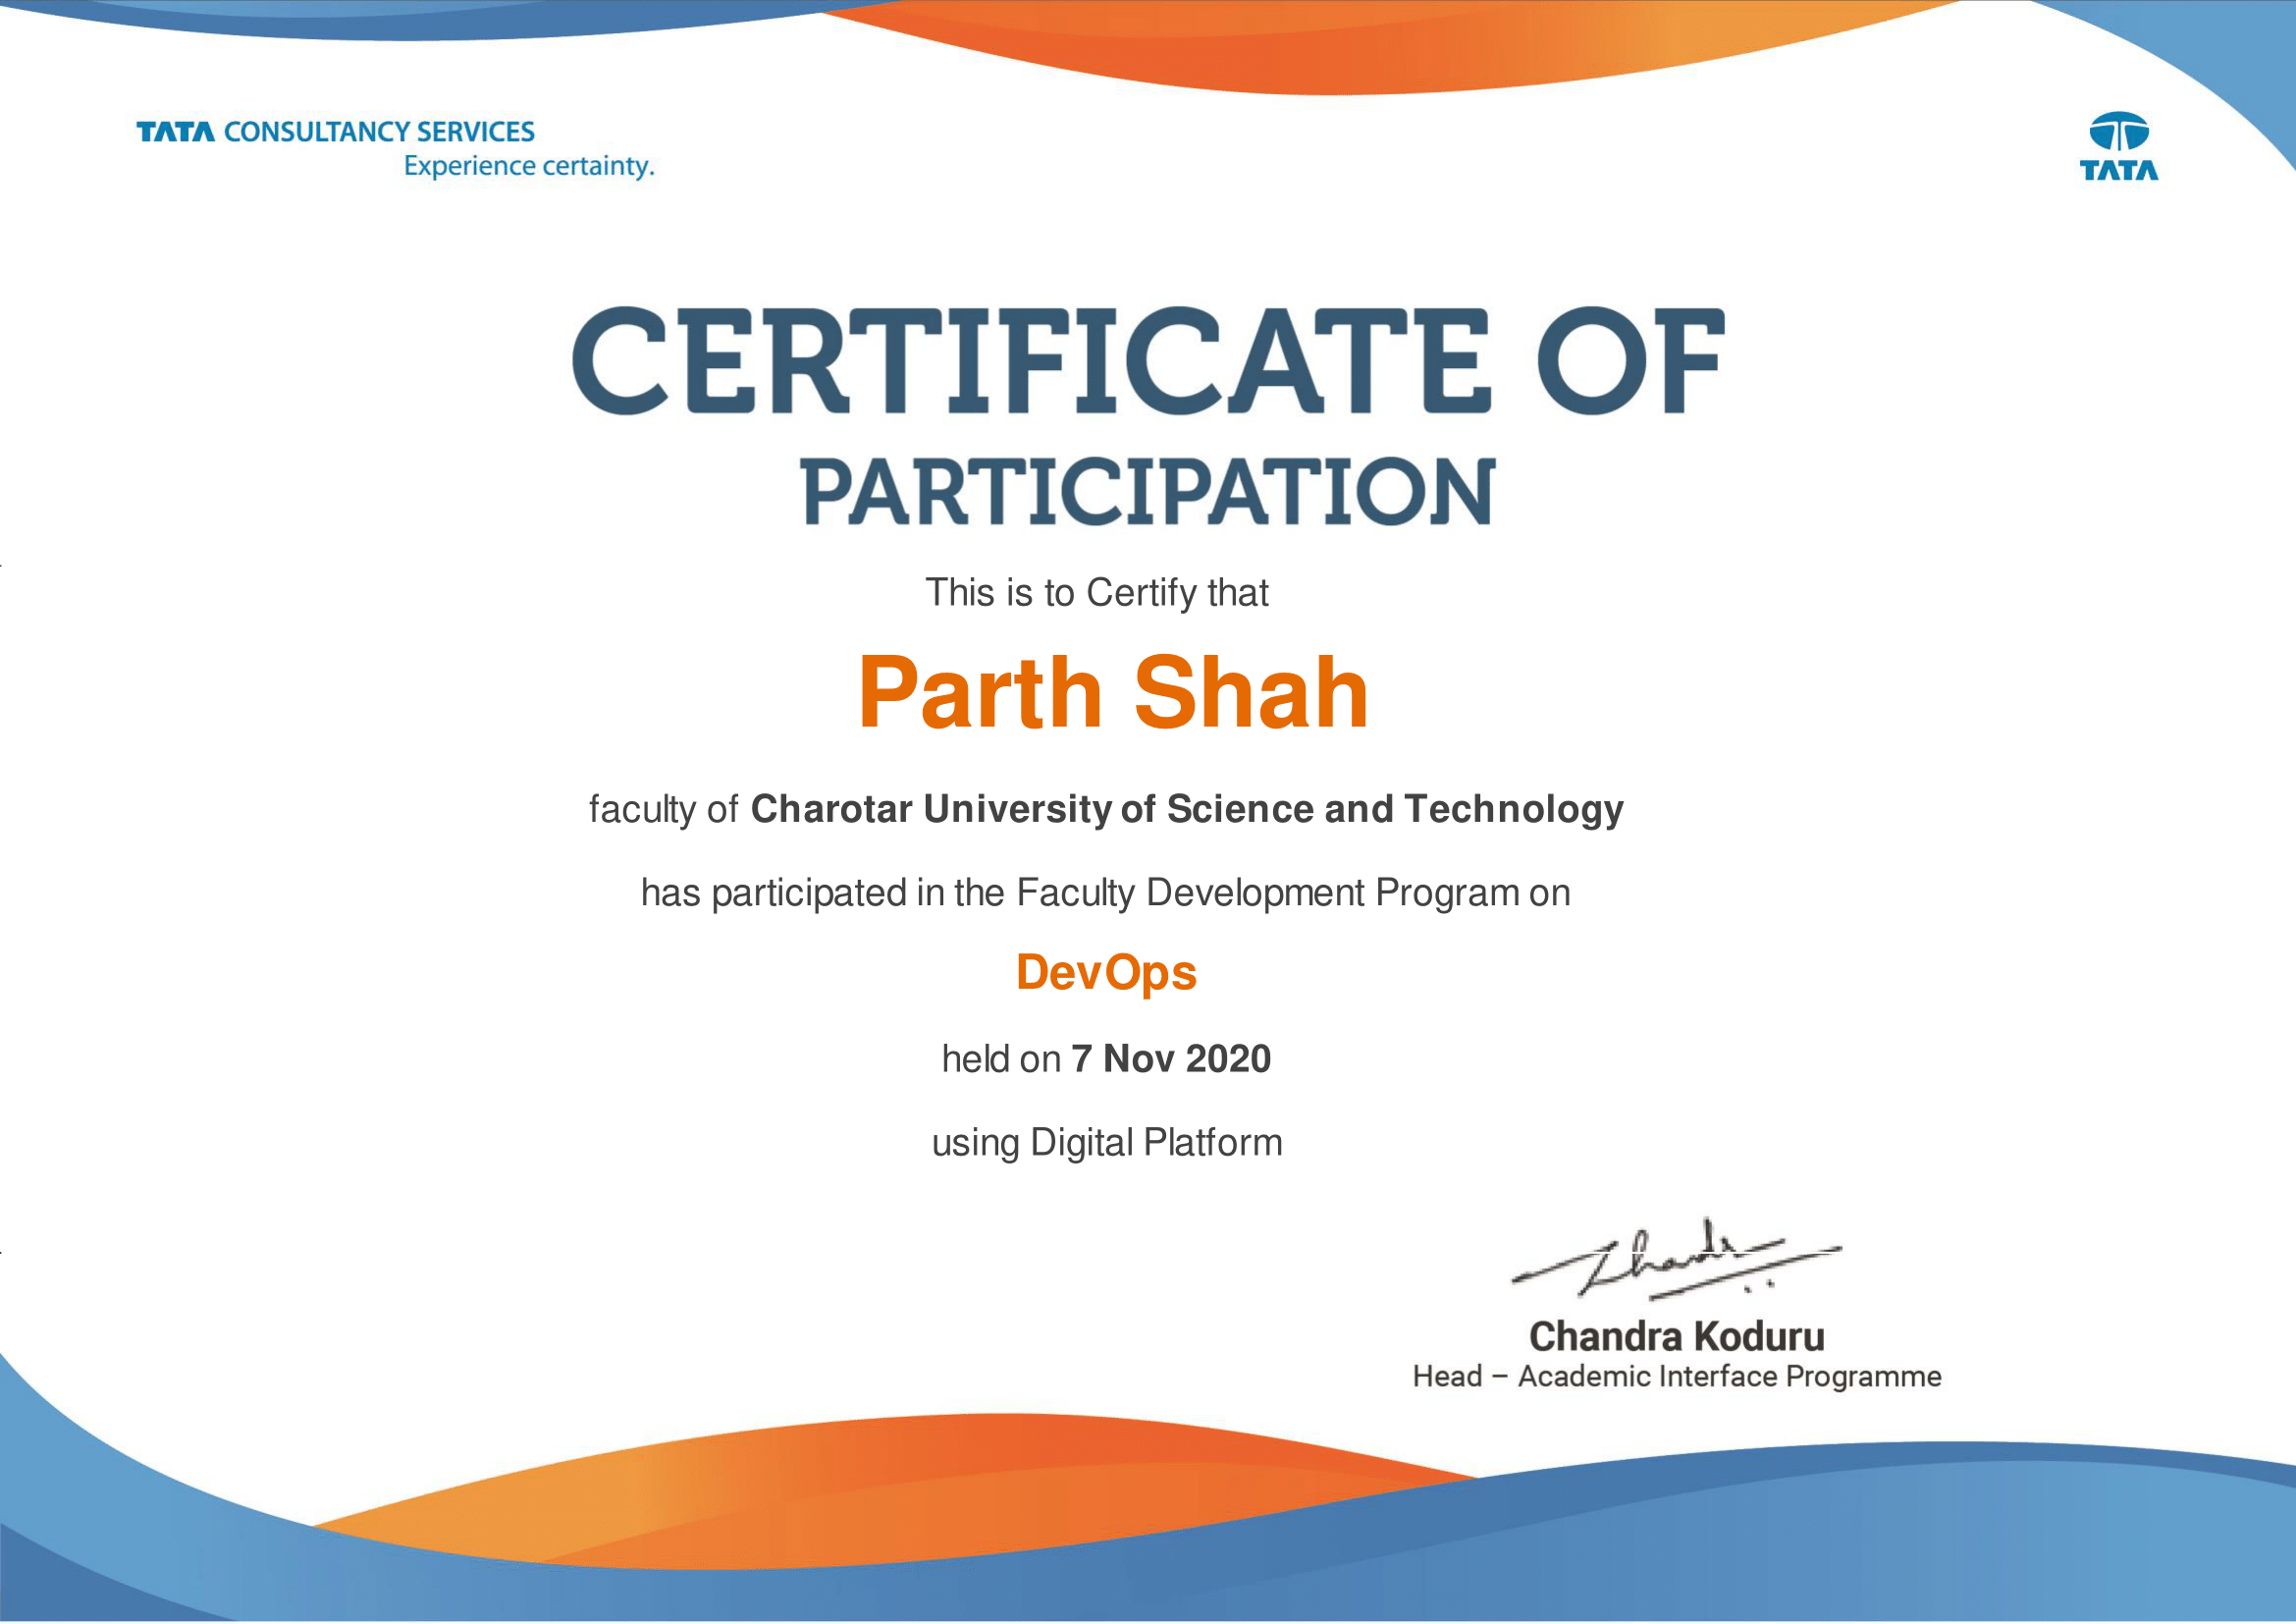 TATA CONSULTANCY SERVICES
Experience certainty.
TATA
CERTIFICATE OF
PARTICIPATION
This is to Certify that
Parth Shah
faculty of Charotar University of Science and Technology
has participated in the Faculty Development Program on
DevOps
held on 7 Nov 2020
using Digital Platform
Chandra Koduru
Head – Academic Interface Programme